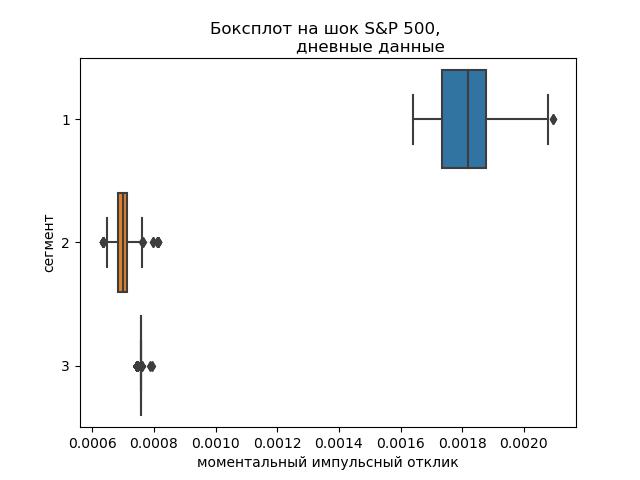 Боксплот на шок S&P 500,
дневные данные
сегмент
1
2
3
0.0006 0.0008 0.0010 0.0012 0.0014 0.0016 0.0018 0.0020
моментальный импульсный отклик